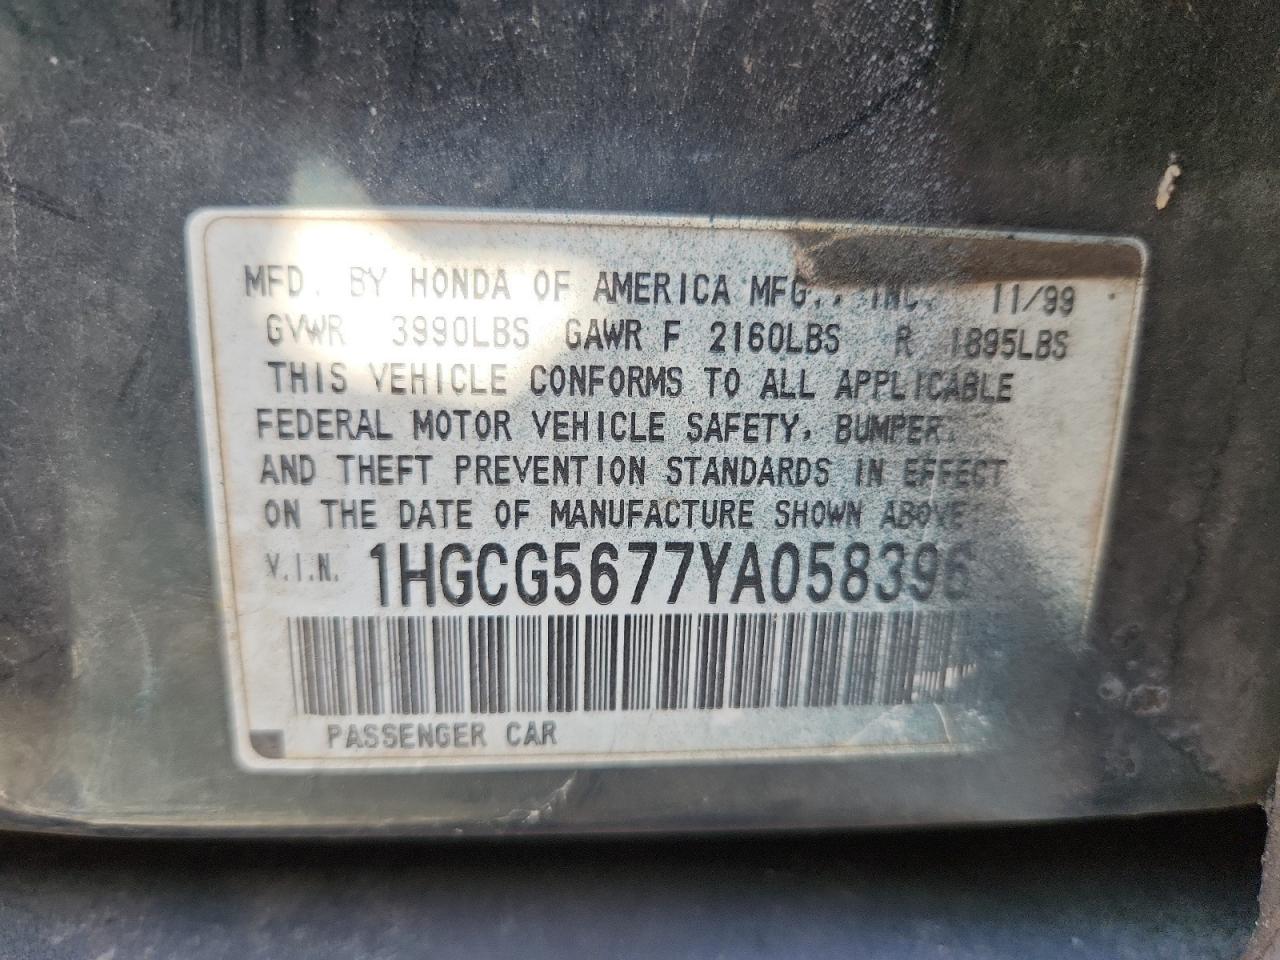 MFD. BY HONDA OF AMERICA MFG., INC. 11/99
GVWR 3990LBS GAWR F 2160LBS R 1895LBS
THIS VEHICLE CONFORMS TO ALL APPLICABLE
FEDERAL MOTOR VEHICLE SAFETY, BUMPER,
AND THEFT PREVENTION STANDARDS IN EFFECT
ON THE DATE OF MANUFACTURE SHOWN ABOVE
V.I.N. 1HGCG5677YA058396
PASSENGER CAR